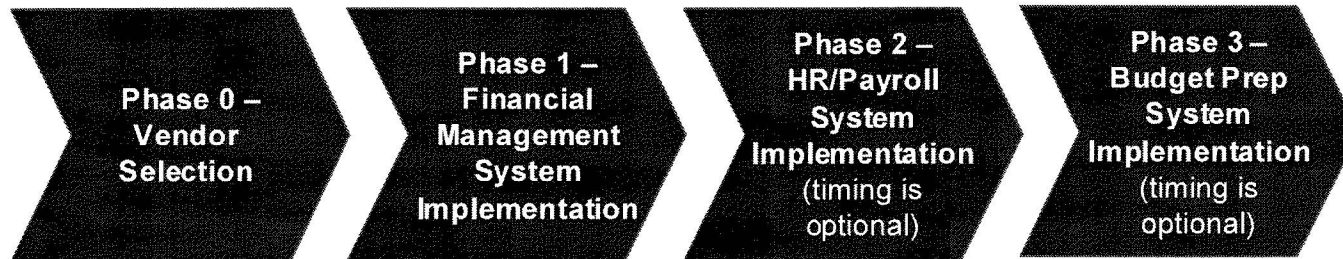 Phase 0 –
Vendor
Selection
Phase 1 –
Financial
Management
System
Implementation
Phase 2 –
HR/Payroll
System
Implementation
(timing is
optional)
Phase 3 –
Budget Prep
System
Implementation
(timing is
optional)